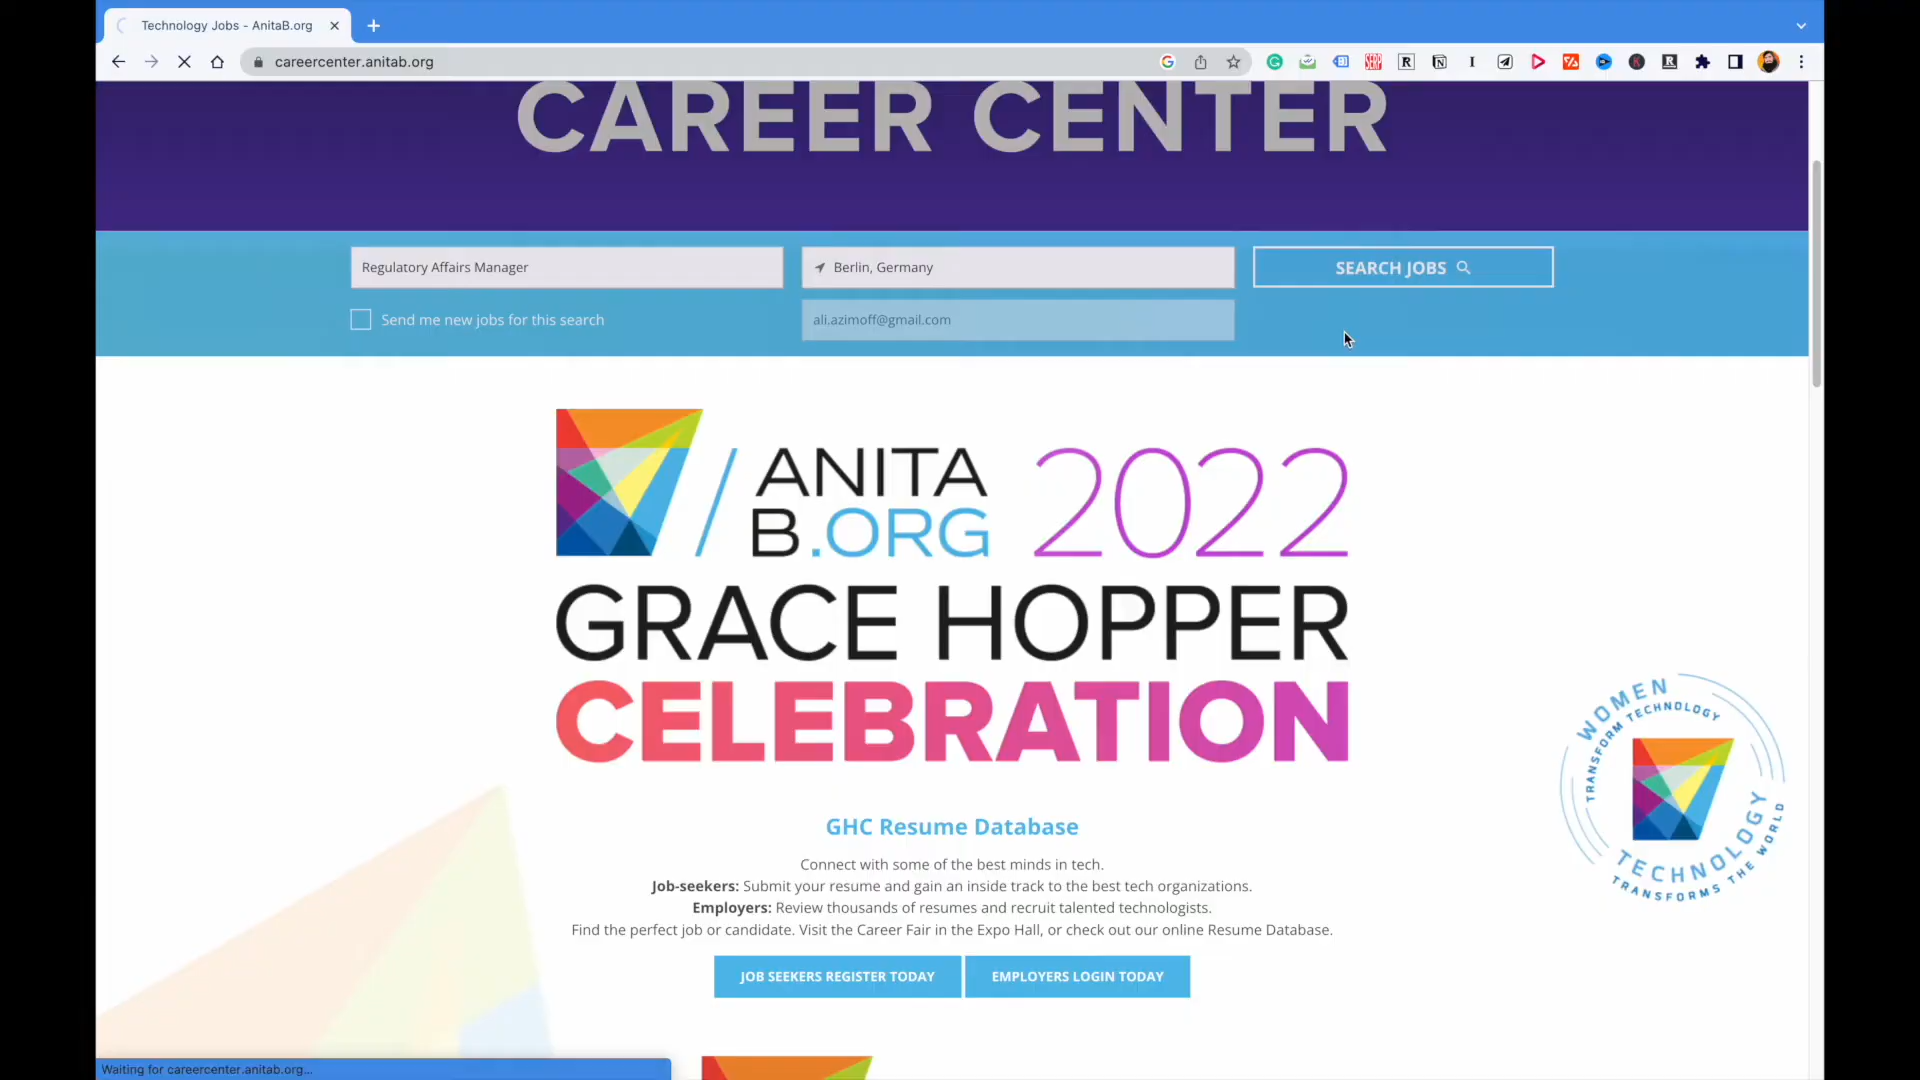 Technology Jobs - AnitaB.org
careercenter.anitab.org
CAREER CENTER
Regulatory Affairs Manager
Berlin, Germany
SEARCH JOBS
Send me new jobs for this search
ali.azimoff@gmail.com
ANITA
B.ORG
2022
GRACE HOPPER
CELEBRATION
WOMEN
TRANSFORM TECHNOLOGY
TECHNOLOGY
TRANSFORMS THE WORLD
GHC Resume Database
Connect with some of the best minds in tech.
Job-seekers: Submit your resume and gain an inside track to the best tech organizations.
Employers: Review thousands of resumes and recruit talented technologists.
Find the perfect job or candidate. Visit the Career Fair in the Expo Hall, or check out our online Resume Database.
JOB SEEKERS REGISTER TODAY
EMPLOYERS LOGIN TODAY
Waiting for careercenter.anitab.org...